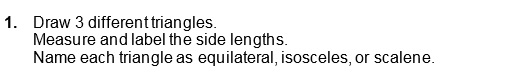 1. Draw 3 different triangles.
Measure and label the side lengths.
Name each triangle as equilateral, isosceles, or scalene.